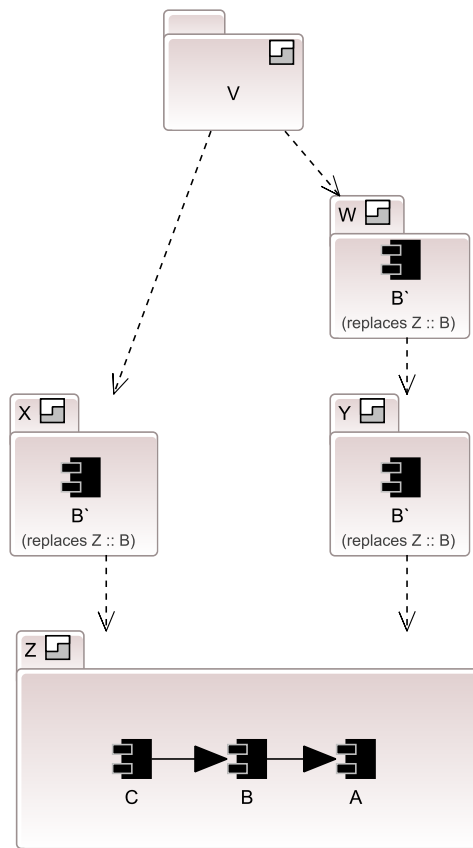 V
W
B`
(replaces Z :: B)
X
Y
B`
B`
(replaces Z :: B)
(replaces Z :: B)
Z
C
B
A